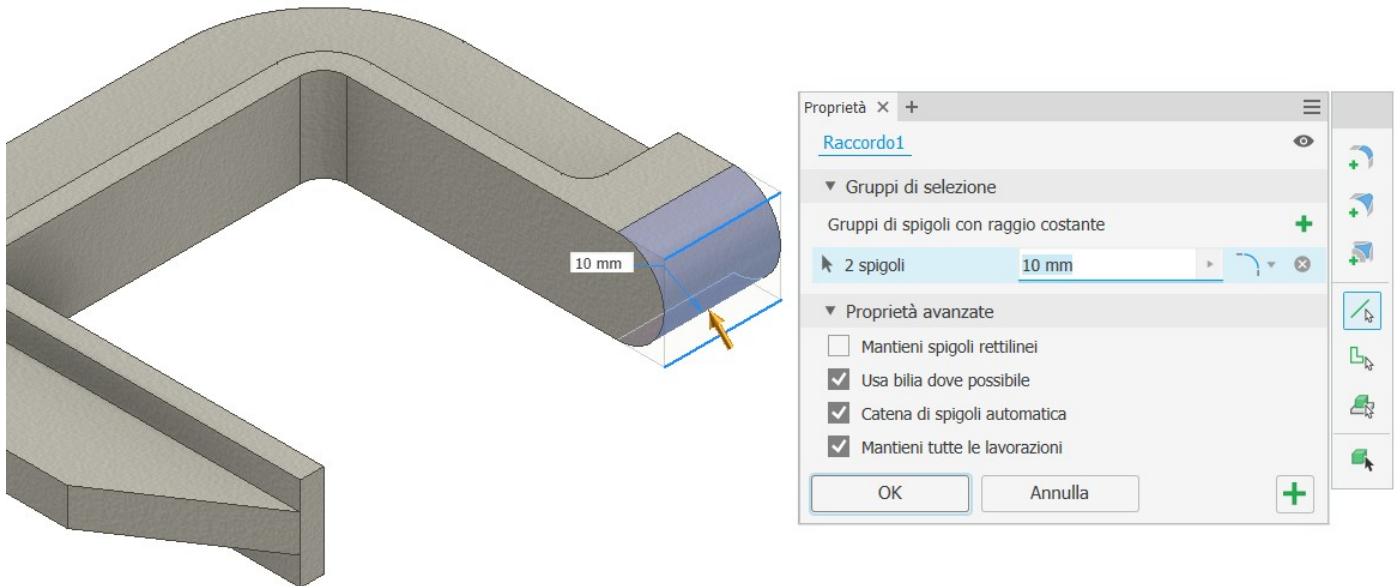 10 mm
Proprietà
Raccordo1
Gruppi di selezione
Gruppi di spigoli con raggio costante
2 spigoli 10 mm
Proprietà avanzate
Mantieni spigoli rettilinei
Usa bilia dove possibile
Catena di spigoli automatica
Mantieni tutte le lavorazioni
OK Annulla